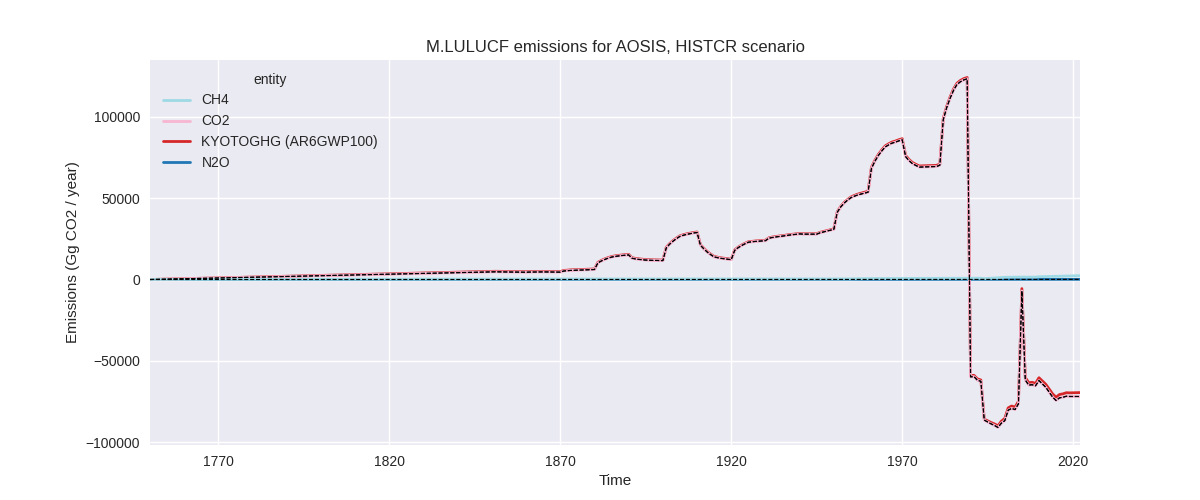 M.LULUCF emissions for AOSIS, HISTCR scenario
entity
CH4
CO2
KYOTOGHG (AR6GWP100)
N2O
Emissions (Gg CO2 / year)
100000
50000
0
−50000
−100000
1770
1820
1870
1920
1970
2020
Time